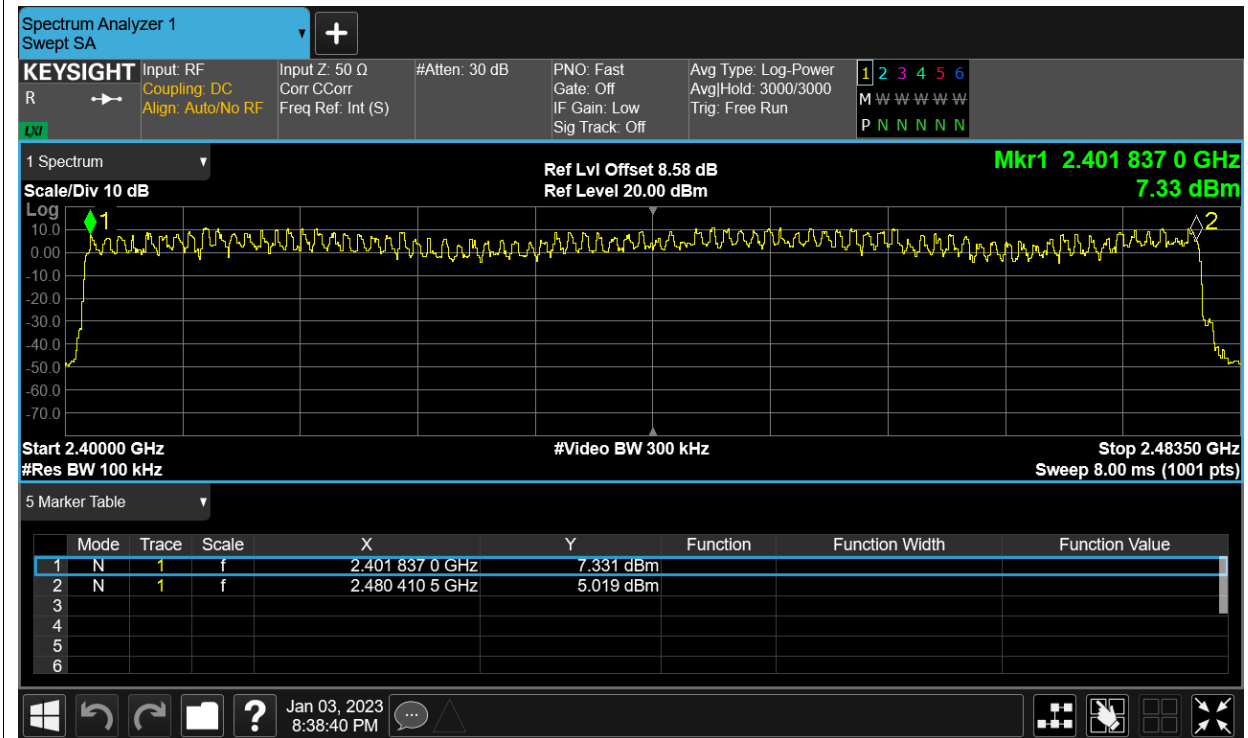 Spectrum Analyzer 1
Swept SA
KEYSIGHT
R
LXI
Input: RF
Coupling: DC
Align: Auto/No RF
Input Z: 50 Ω
Corr CCorr
Freq Ref: Int (S)
#Atten: 30 dB
PNO: Fast
Gate: Off
IF Gain: Low
Sig Track: Off
Avg Type: Log-Power
Avg|Hold: 3000/3000
Trig: Free Run
1 2 3 4 5 6
M W W W W W
P N N N N N
1 Spectrum
Scale/Div 10 dB
Ref Lvl Offset 8.58 dB
Ref Level 20.00 dBm
Mkr1 2.401 837 0 GHz
7.33 dBm
Log
1
2
10.0
0.00
-10.0
-20.0
-30.0
-40.0
-50.0
-60.0
-70.0
Start 2.40000 GHz
#Video BW 300 kHz
Stop 2.48350 GHz
#Res BW 100 kHz
Sweep 8.00 ms (1001 pts)
5 Marker Table
Mode Trace Scale X Y Function Function Width Function Value
1 N 1 f 2.401 837 0 GHz 7.331 dBm
2 N 1 f 2.480 410 5 GHz 5.019 dBm
3
4
5
6
?
Jan 03, 2023
8:38:40 PM